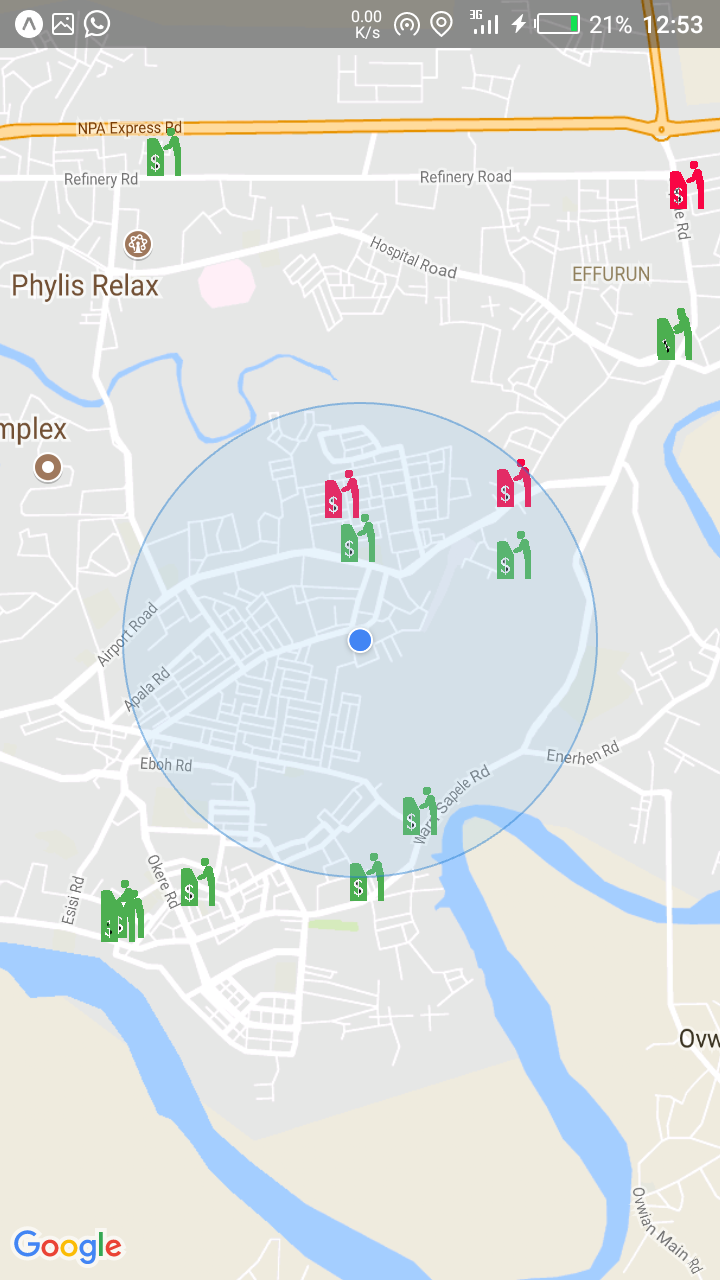 0.00
K/s
3G
21% 12:53
NPA Express Rd
Refinery Rd
Refinery Road
e Rd
Hospital Road
EFFURUN
Phylis Relax
mplex
Airport Road
Apala Rd
Eboh Rd
Enerhen Rd
Warri Sapele Rd
Okere Rd
Esisi Rd
Ovw
Ovwian Main Rd
Google